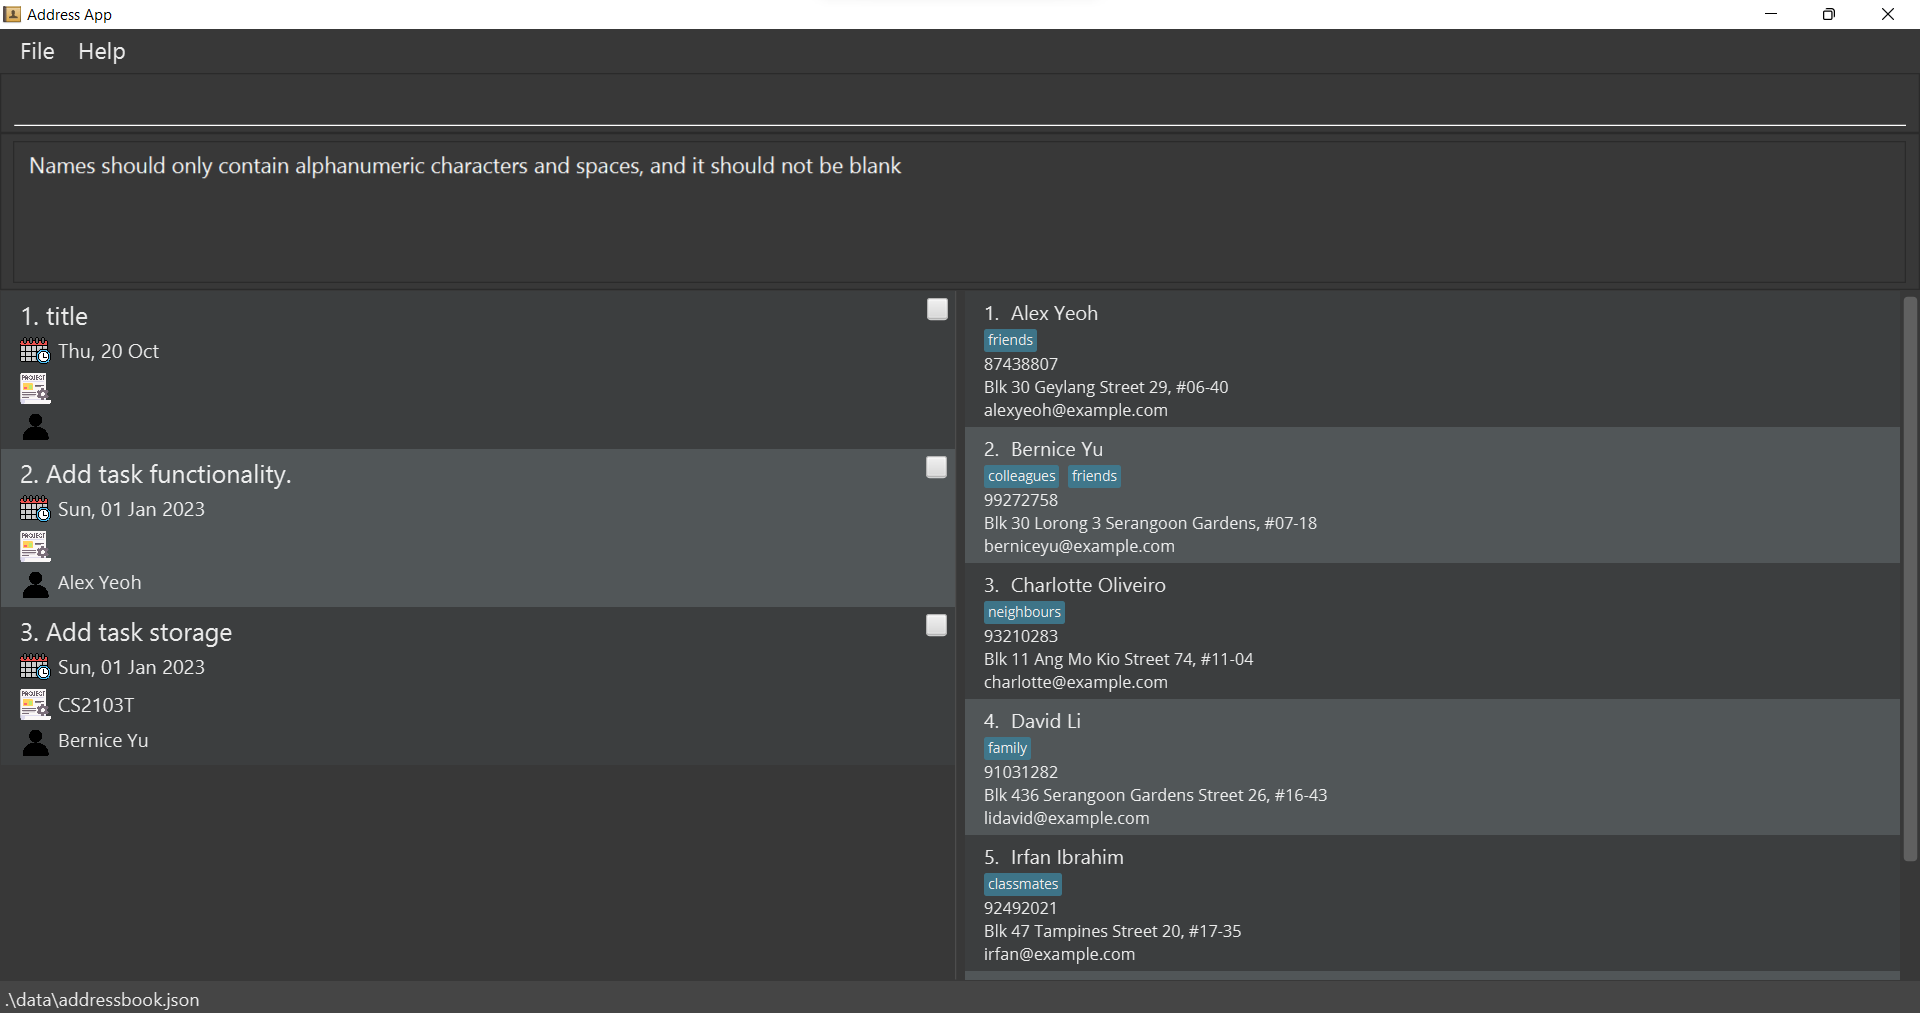 Address App
File Help
Names should only contain alphanumeric characters and spaces, and it should not be blank
1. title
Thu, 20 Oct
PROJECT
2. Add task functionality.
Sun, 01 Jan 2023
PROJECT
Alex Yeoh
3. Add task storage
Sun, 01 Jan 2023
PROJECT CS2103T
Bernice Yu
1. Alex Yeoh
friends
87438807
Blk 30 Geylang Street 29, #06-40
alexyeoh@example.com
2. Bernice Yu
colleagues friends
99272758
Blk 30 Lorong 3 Serangoon Gardens, #07-18
berniceyu@example.com
3. Charlotte Oliveiro
neighbours
93210283
Blk 11 Ang Mo Kio Street 74, #11-04
charlotte@example.com
4. David Li
family
91031282
Blk 436 Serangoon Gardens Street 26, #16-43
lidavid@example.com
5. Irfan Ibrahim
classmates
92492021
Blk 47 Tampines Street 20, #17-35
irfan@example.com
.\data\addressbook.json